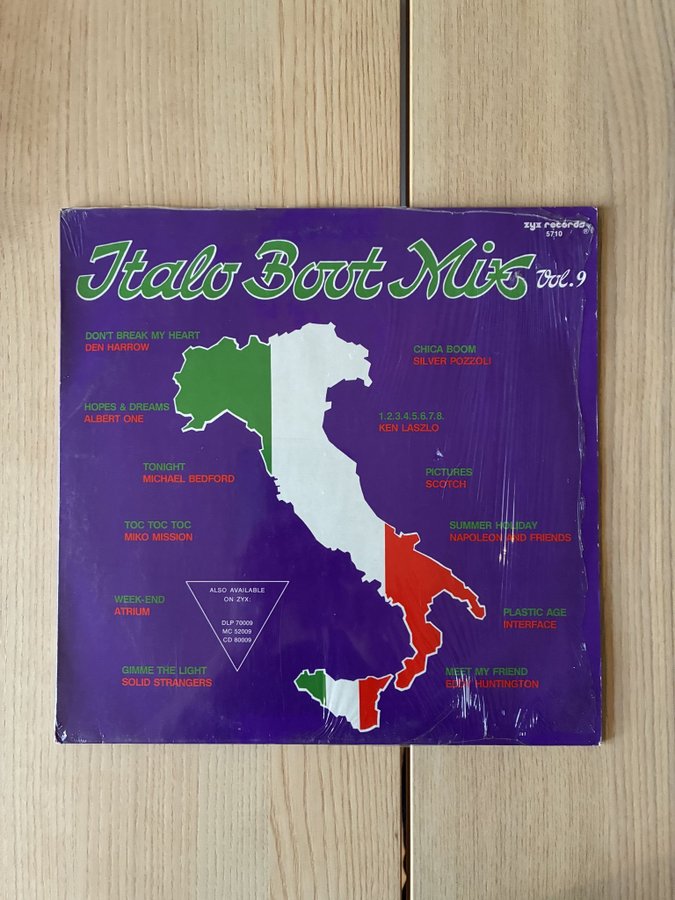 zyx records®
5710
Italo Boot Mix Vol. 9
DON'T BREAK MY HEART
DEN HARROW
HOPES & DREAMS
ALBERT ONE
TONIGHT
MICHAEL BEDFORD
TOC TOC TOC
MIKO MISSION
WEEK-END
ATRIUM
GIMME THE LIGHT
SOLID STRANGERS
ALSO AVAILABLE
ON ZYX:
DLP 70009
MC 52009
CD 80009
CHICA BOOM
SILVER POZZOLI
1.2.3.4.5.6.7.8.
KEN LASZLO
PICTURES
SCOTCH
SUMMER HOLIDAY
NAPOLEON AND FRIENDS
PLASTIC AGE
INTERFACE
MEET MY FRIEND
EDDY HUNTINGTON